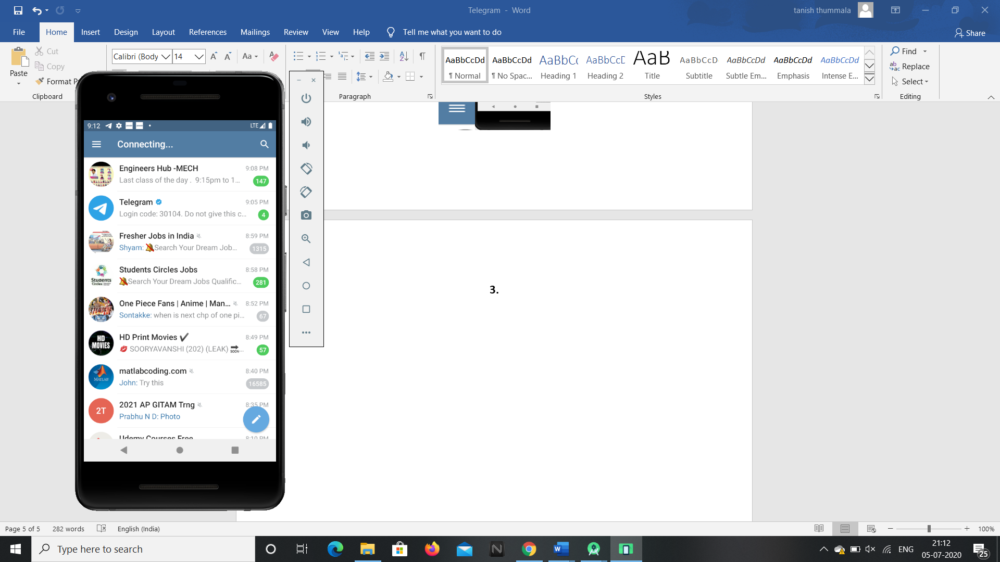 Telegram - Word
tanish thummala
File Home Insert Design Layout References Mailings Review View Help Tell me what you want to do Share
Paste
Cut
Copy
Format P
Clipboard
Calibri (Body 14
Aa
Paragraph
AaBbCcDd
¶ Normal
AaBbCcDd
¶ No Spac...
AaBbCc
Heading 1
AaBbCcD
Heading 2
AaB
Title
AaBbCcD
Subtitle
AaBbCcDd
Subtle Em...
AaBbCcDd
Emphasis
AaBbCcDd
Intense E...
Styles
Find
Replace
Select
Editing
9:12 LTE
Connecting...
Engineers Hub -MECH 9:08 PM
Last class of the day . 9:15pm to 1... 147
Telegram 9:05 PM
Login code: 30104. Do not give this c... 4
Fresher Jobs in India 8:59 PM
Shyam: 🔕Search Your Dream Job... 1315
Students Circles
Students Circles Jobs 8:58 PM
🔕Search Your Dream Jobs Qualific... 281
STAMPEDE
One Piece Fans | Anime | Man... 8:52 PM
Sontakke: when is next chp of one pi... 67
HD MOVIES
HD Print Movies ✔ 8:49 PM
💋 SOORYAVANSHI (202) (LEAK) 🔜... 57
MATLAB
matlabcoding.com 8:40 PM
John: Try this 16585
2T
2021 AP GITAM Trng 8:35 PM
Prabhu N D: Photo
Udemy Courses Free 8:10 PM
3.
Page 5 of 5 282 words English (India) 100%
Type here to search
ENG
21:12
05-07-2020
25